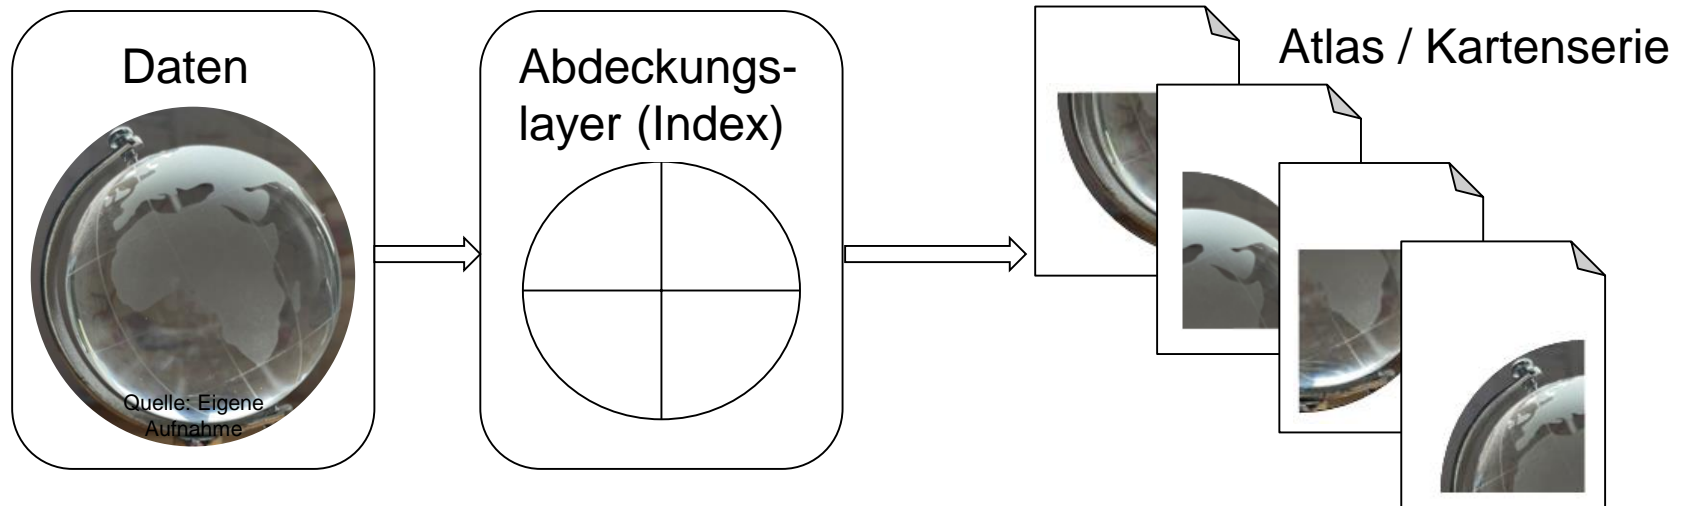 Daten
Quelle: Eigene
Aufnahme
Abdeckungs-
layer (Index)
Atlas / Kartenserie